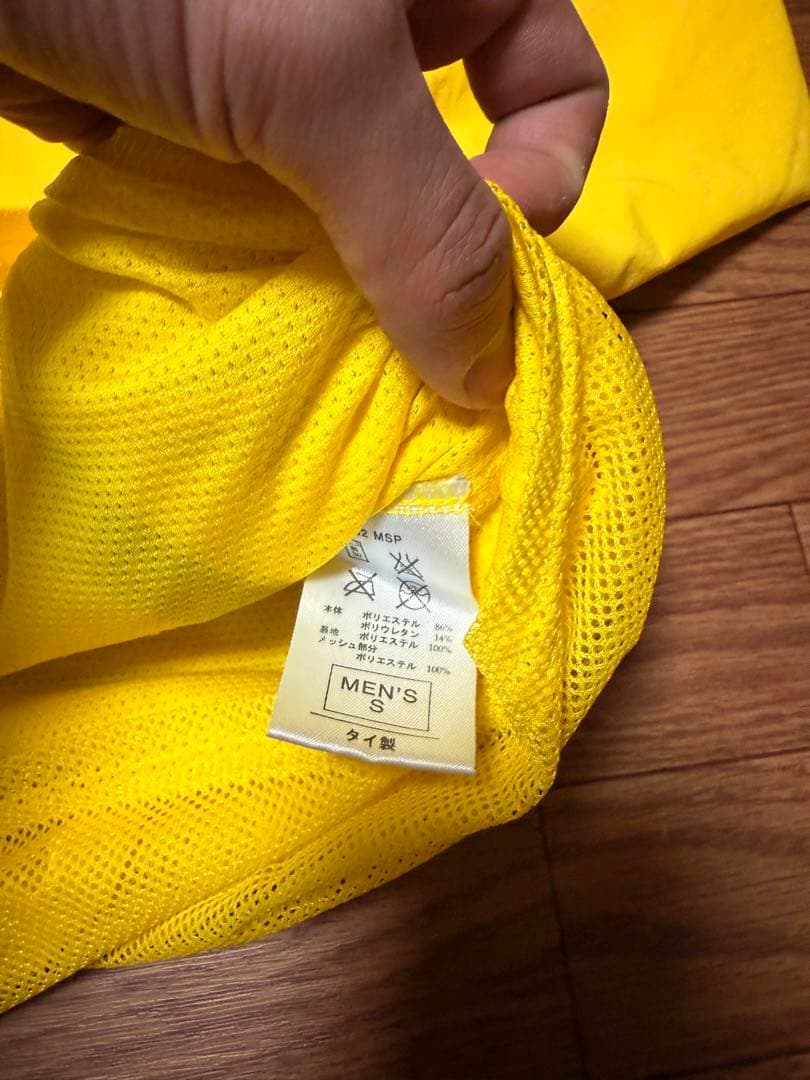 2 MSP
本体 ポリエステル 86%
ポリウレタン 14%
裏地 ポリエステル 100%
メッシュ部分
ポリエステル 100%
MEN'S
S
タイ製